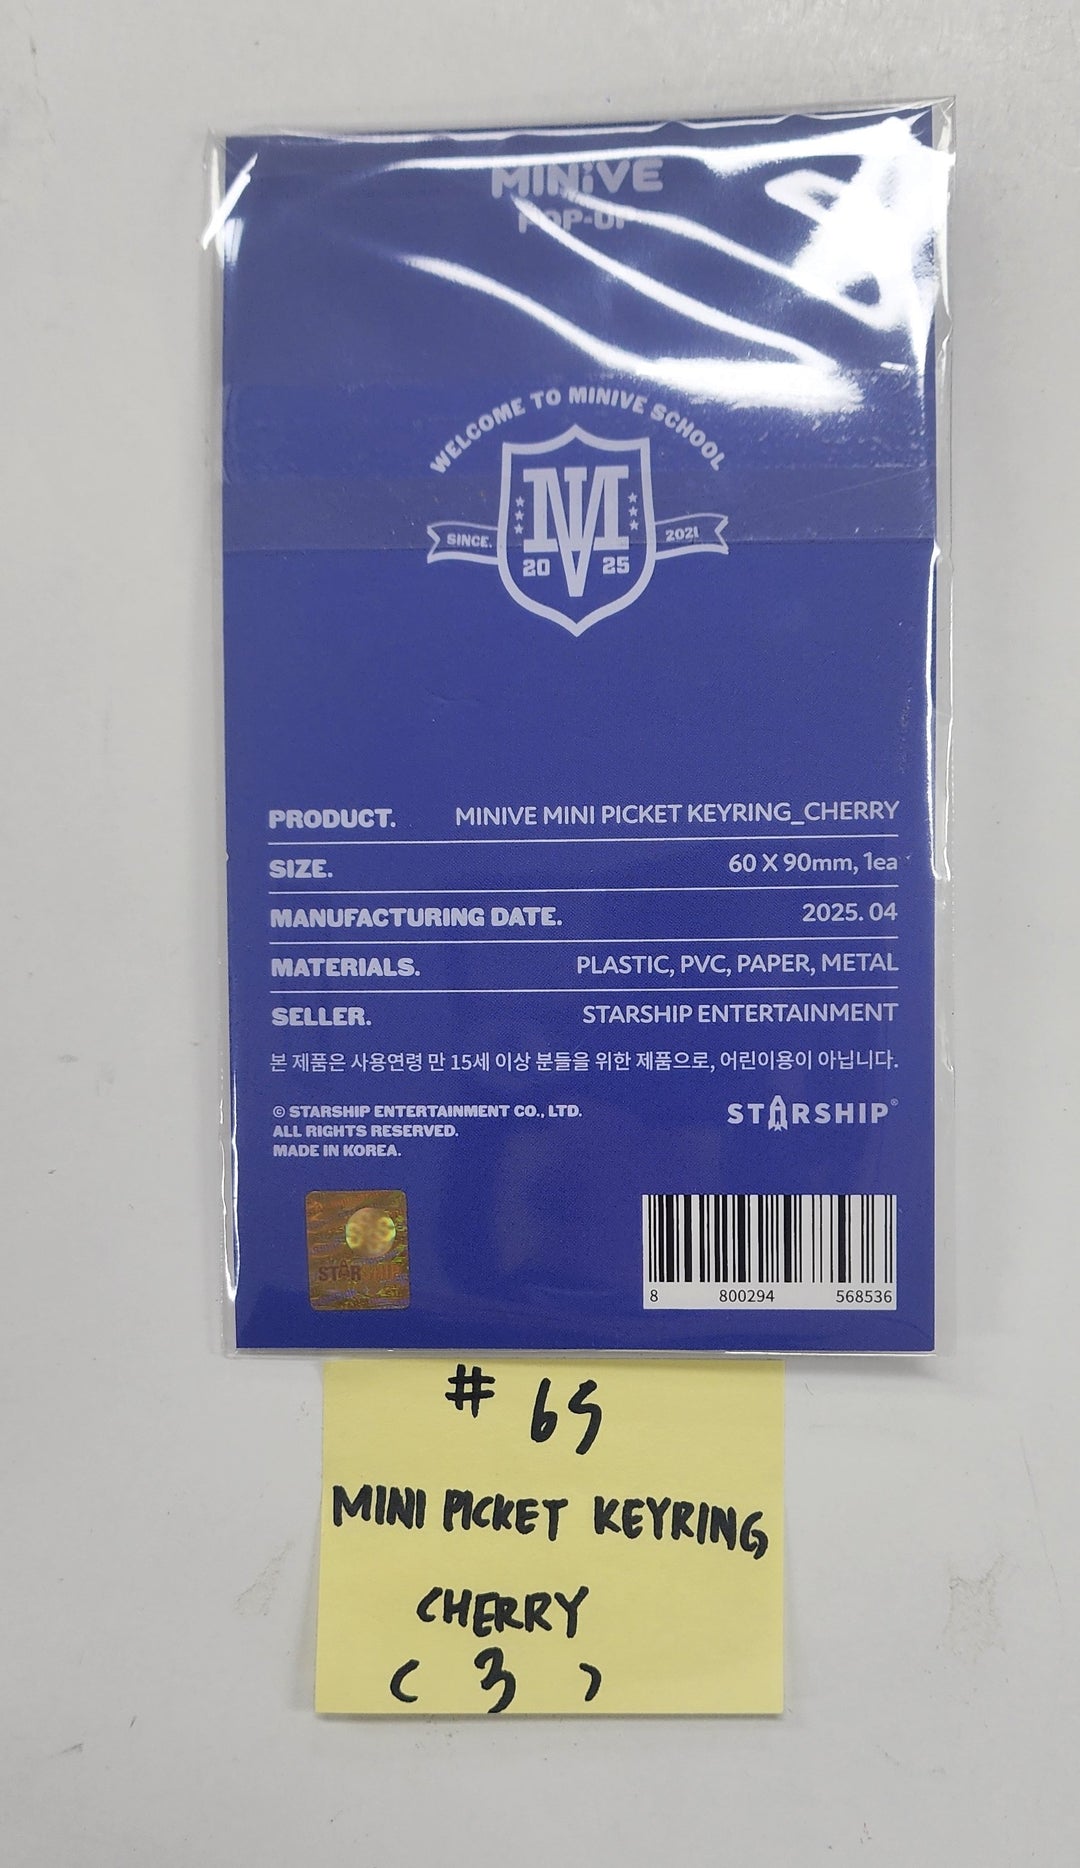 MINIVE
POP-UP
WELCOME TO MINIVE SCHOOL
SINCE. 2021
MV
20 25
PRODUCT. MINIVE MINI PICKET KEYRING_CHERRY
SIZE. 60 X 90mm, 1ea
MANUFACTURING DATE. 2025. 04
MATERIALS. PLASTIC, PVC, PAPER, METAL
SELLER. STARSHIP ENTERTAINMENT
본 제품은 사용연령 만 15세 이상 분들을 위한 제품으로, 어린이용이 아닙니다.
© STARSHIP ENTERTAINMENT CO., LTD.
ALL RIGHTS RESERVED.
MADE IN KOREA.
STARSHIP®
STARSHIP
8 800294 568536
# 65
MINI PICKET KEYRING
CHERRY
( 3 )